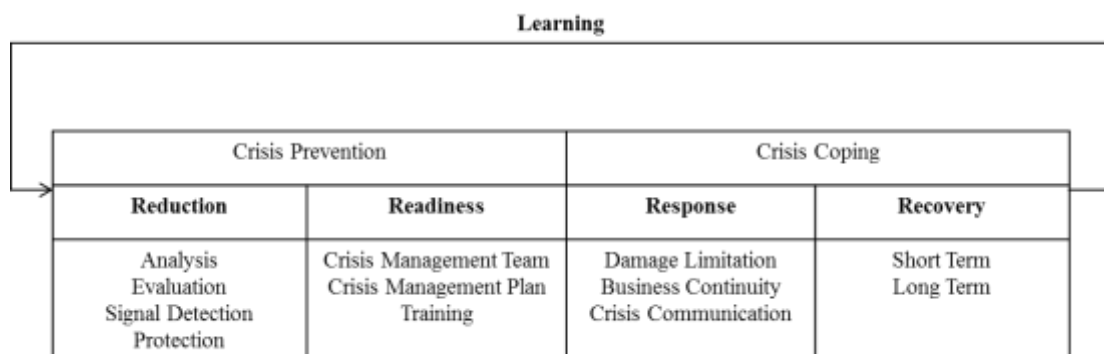 Learning
Crisis Prevention
Crisis Coping
Reduction
Readiness
Response
Recovery
Analysis
Evaluation
Signal Detection
Protection
Crisis Management Team
Crisis Management Plan
Training
Damage Limitation
Business Continuity
Crisis Communication
Short Term
Long Term